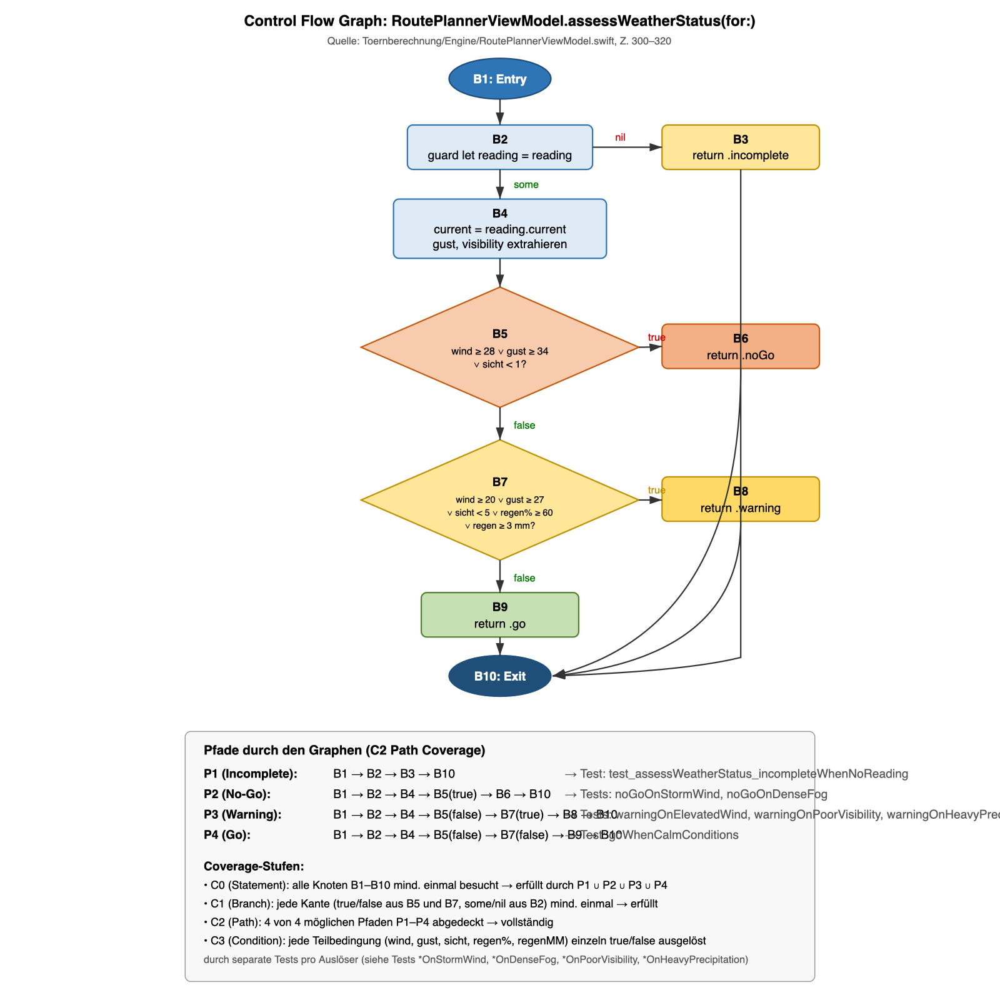 Control Flow Graph: RoutePlannerViewModel.assessWeatherStatus(for:)
Quelle: Toernberechnung/Engine/RoutePlannerViewModel.swift, Z. 300–320
B1: Entry
B2
guard let reading = reading
nil
B3
return .incomplete
some
B4
current = reading.current
gust, visibility extrahieren
B5
wind ≥ 28 ∨ gust ≥ 34
∨ sicht < 1?
true
B6
return .noGo
false
B7
wind ≥ 20 ∨ gust ≥ 27
∨ sicht < 5 ∨ regen% ≥ 60
∨ regen ≥ 3 mm?
true
B8
return .warning
false
B9
return .go
B10: Exit
Pfade durch den Graphen (C2 Path Coverage)
P1 (Incomplete): B1 → B2 → B3 → B10 → Test: test_assessWeatherStatus_incompleteWhenNoReading
P2 (No-Go): B1 → B2 → B4 → B5(true) → B6 → B10 → Tests: noGoOnStormWind, noGoOnDenseFog
P3 (Warning): B1 → B2 → B4 → B5(false) → B7(true) → B8 → B10 → Tests: warningOnElevatedWind, warningOnPoorVisibility, warningOnHeavyPrec
P4 (Go): B1 → B2 → B4 → B5(false) → B7(false) → B9 → B10 → Test: goWhenCalmConditions
Coverage-Stufen:
• C0 (Statement): alle Knoten B1–B10 mind. einmal besucht → erfüllt durch P1 ∪ P2 ∪ P3 ∪ P4
• C1 (Branch): jede Kante (true/false aus B5 und B7, some/nil aus B2) mind. einmal → erfüllt
• C2 (Path): 4 von 4 möglichen Pfaden P1–P4 abgedeckt → vollständig
• C3 (Condition): jede Teilbedingung (wind, gust, sicht, regen%, regenMM) einzeln true/false ausgelöst
durch separate Tests pro Auslöser (siehe Tests *OnStormWind, *OnDenseFog, *OnPoorVisibility, *OnHeavyPrecipitation)